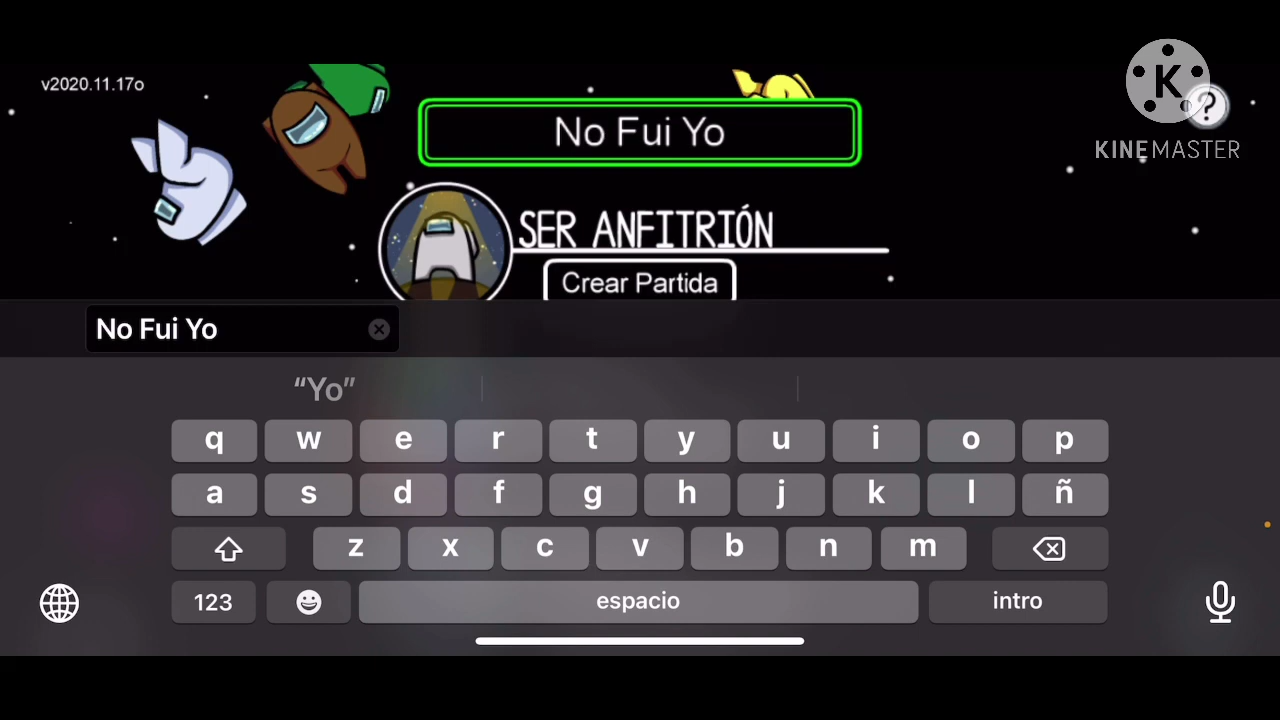 v2020.11.17o
No Fui Yo
?
K
KINEMASTER
SER ANFITRIÓN
Crear Partida
No Fui Yo
“Yo”
q w e r t y u i o p
a s d f g h j k l ñ
z x c v b n m
123 espacio intro